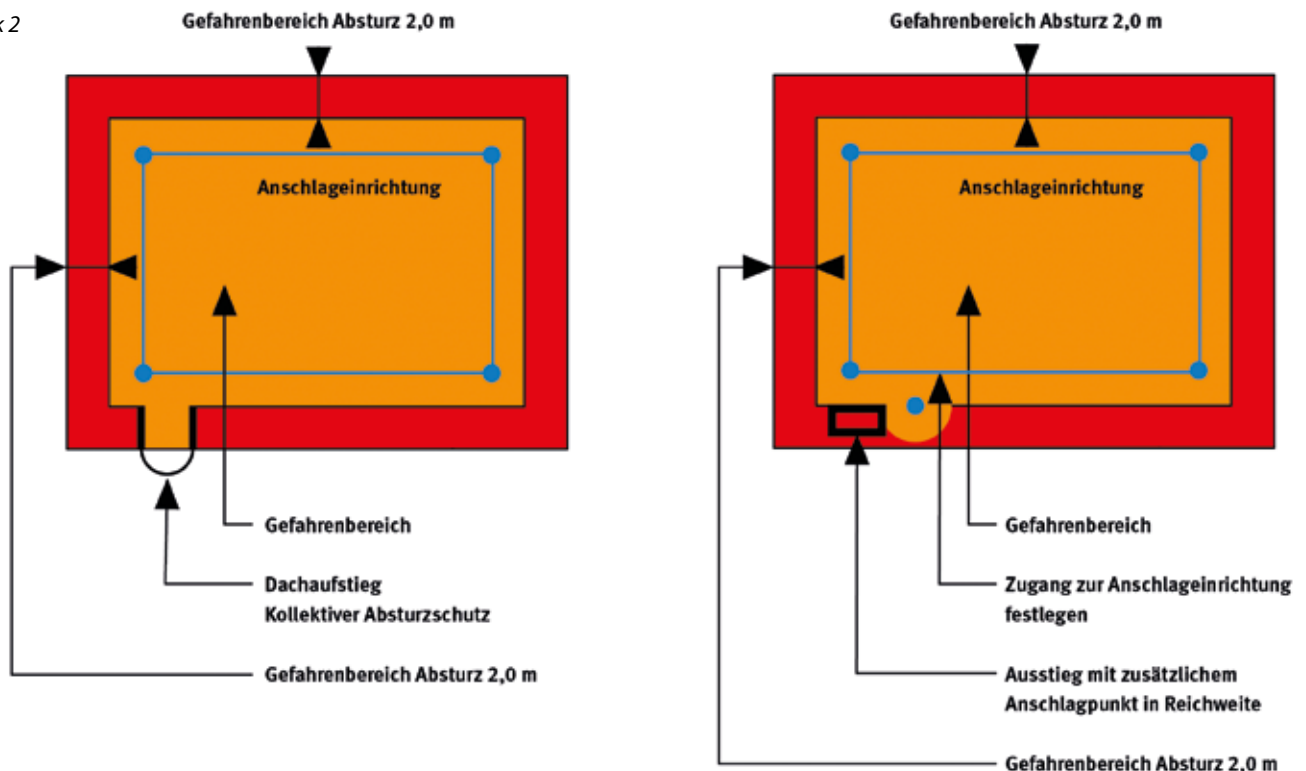 2
Gefahrenbereich Absturz 2,0 m
Anschlageinrichtung
Gefahrenbereich
Dachaufstieg
Kollektiver Absturzschutz
Gefahrenbereich Absturz 2,0 m
Gefahrenbereich Absturz 2,0 m
Anschlageinrichtung
Gefahrenbereich
Zugang zur Anschlageinrichtung
festlegen
Ausstieg mit zusätzlichem
Anschlagpunkt in Reichweite
Gefahrenbereich Absturz 2,0 m